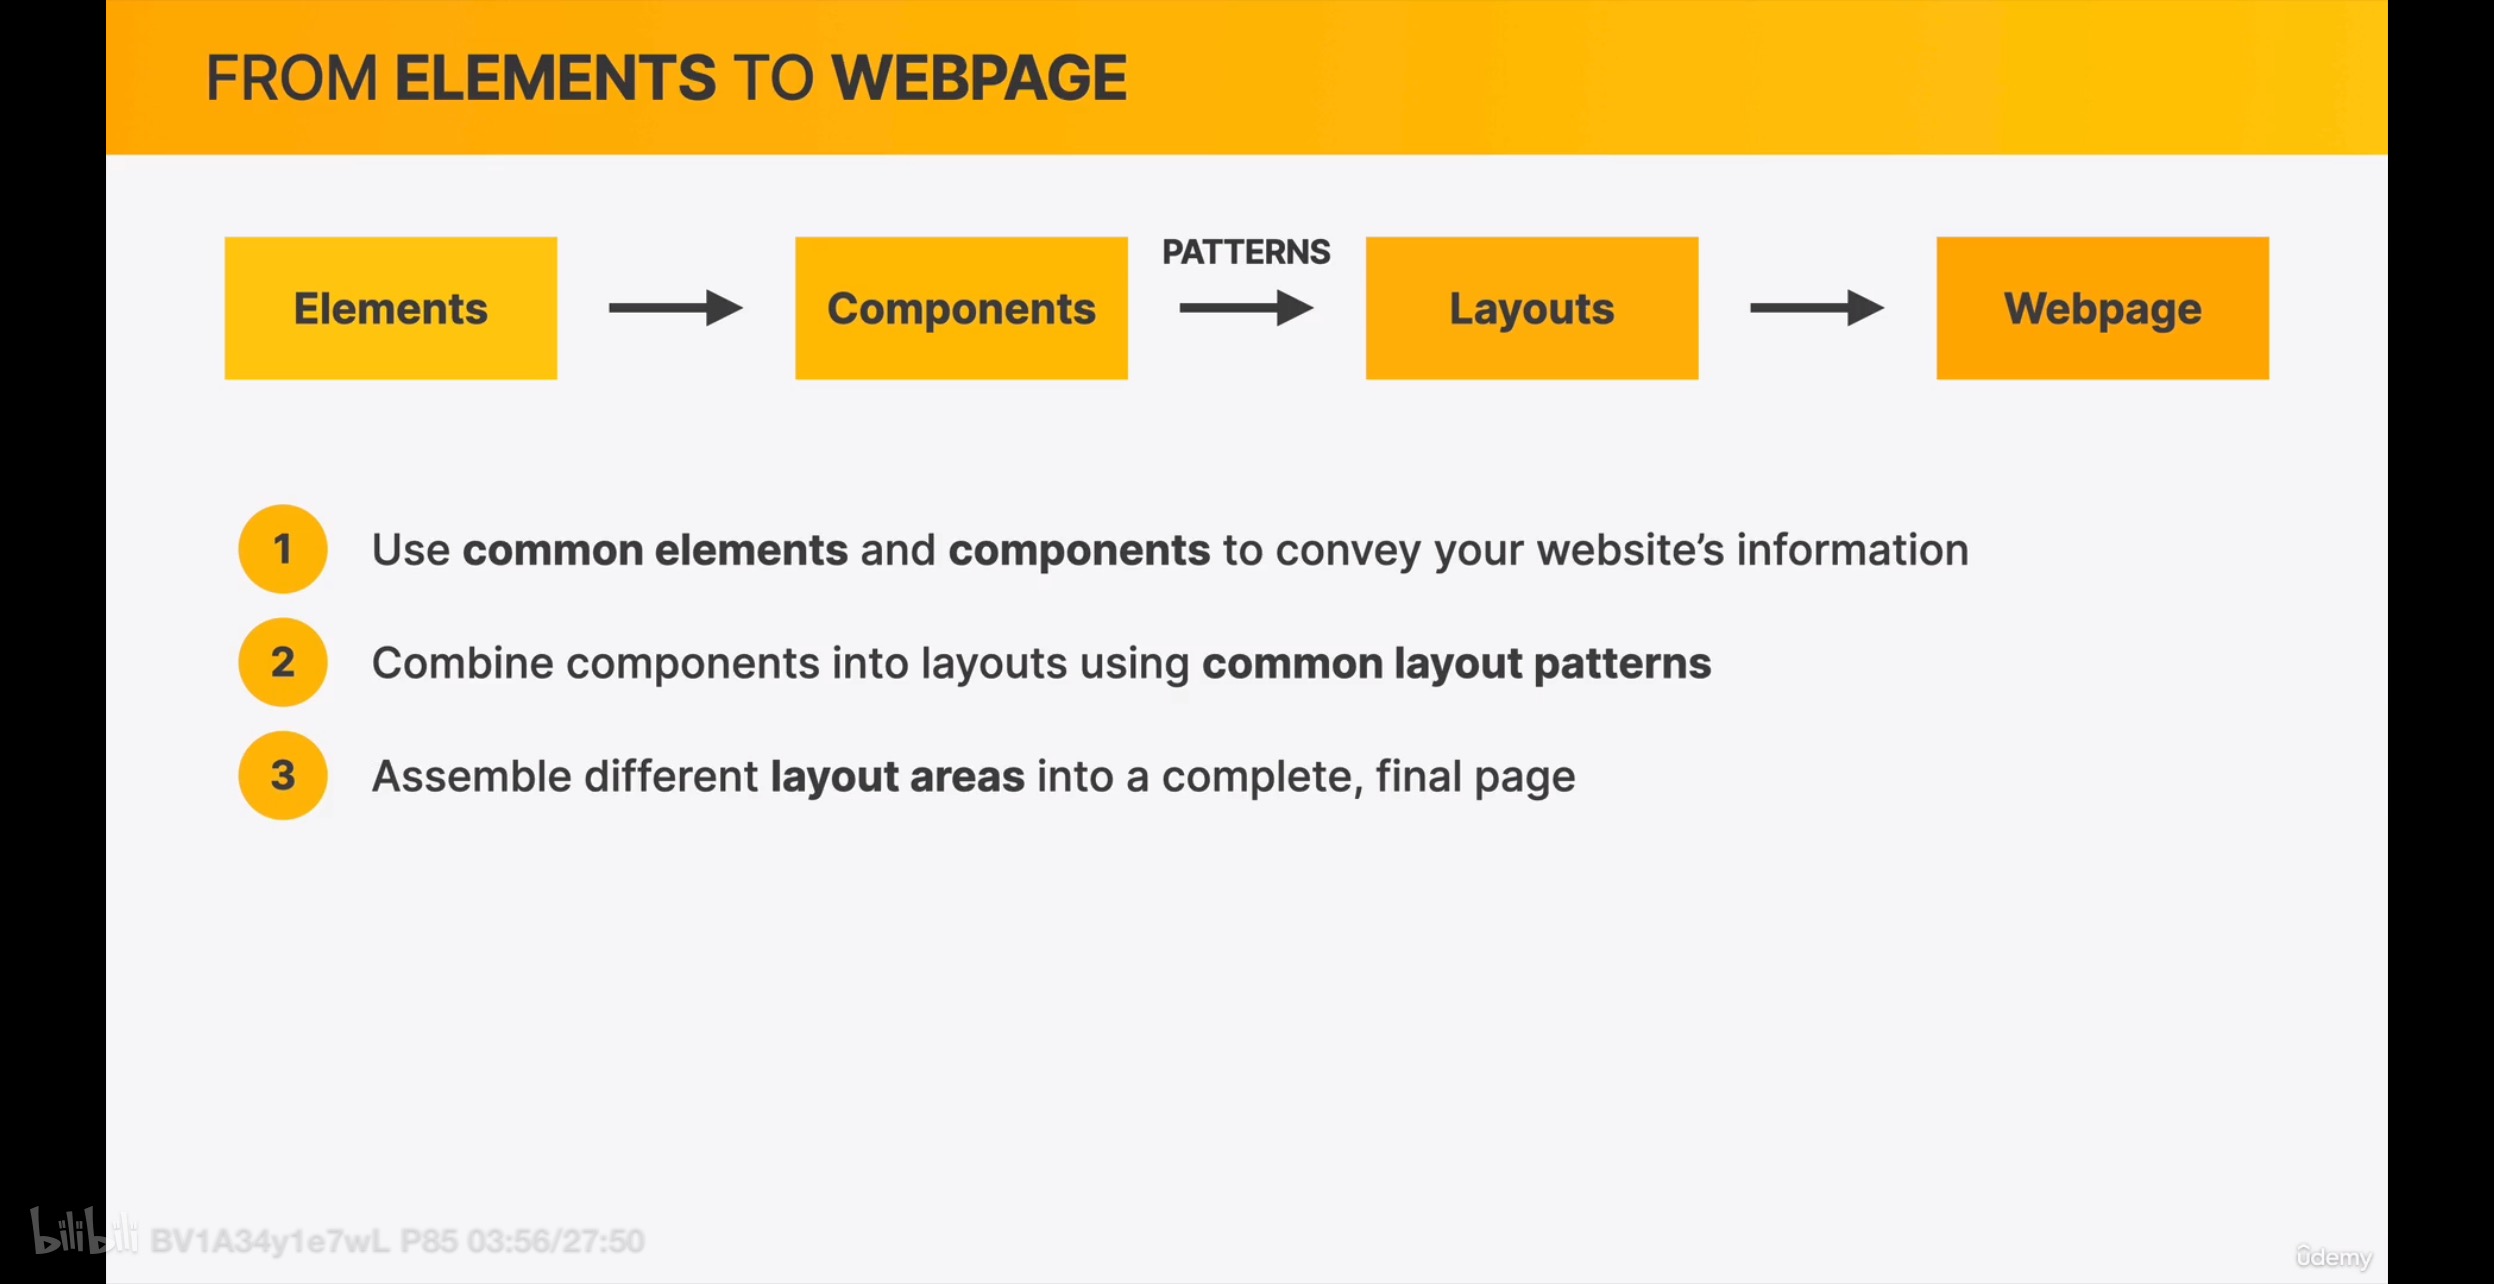 FROM ELEMENTS TO WEBPAGE
Elements
Components
PATTERNS
Layouts
Webpage
1 Use common elements and components to convey your website’s information
2 Combine components into layouts using common layout patterns
3 Assemble different layout areas into a complete, final page
bilibili BV1A34y1e7wL P85 03:56/27:50
ûdemy